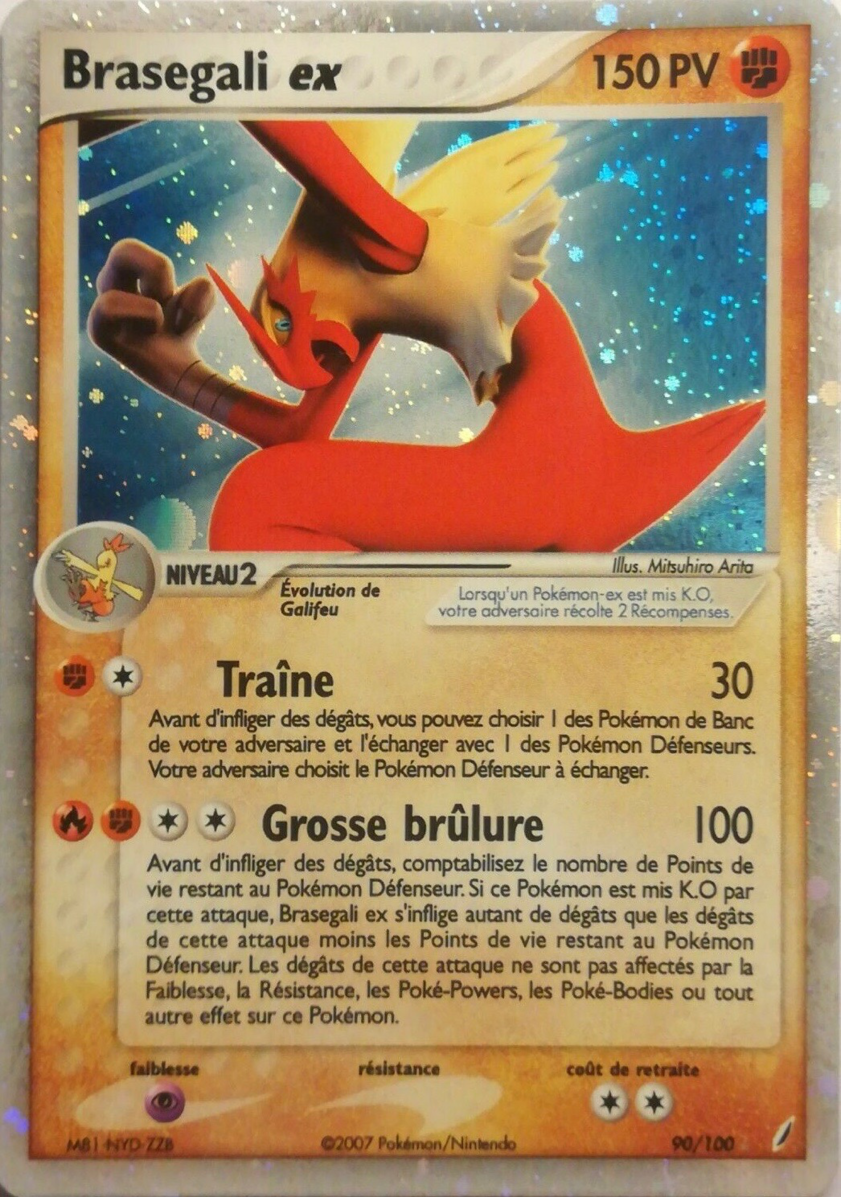 Brasegali ex 150 PV
NIVEAU2
Évolution de
Galifeu
Illus. Mitsuhiro Arita
Lorsqu'un Pokémon-ex est mis K.O,
votre adversaire récolte 2 Récompenses.
Traîne 30
Avant d'infliger des dégâts, vous pouvez choisir 1 des Pokémon de Banc
de votre adversaire et l'échanger avec 1 des Pokémon Défenseurs.
Votre adversaire choisit le Pokémon Défenseur à échanger.
Grosse brûlure 100
Avant d'infliger des dégâts, comptabilisez le nombre de Points de
vie restant au Pokémon Défenseur. Si ce Pokémon est mis K.O par
cette attaque, Brasegali ex s'inflige autant de dégâts que les dégâts
de cette attaque moins les Points de vie restant au Pokémon
Défenseur. Les dégâts de cette attaque ne sont pas affectés par la
Faiblesse, la Résistance, les Poké-Powers, les Poké-Bodies ou tout
autre effet sur ce Pokémon.
faiblesse résistance coût de retraite
MB1-NYD-ZZB ©2007 Pokémon/Nintendo 90/100